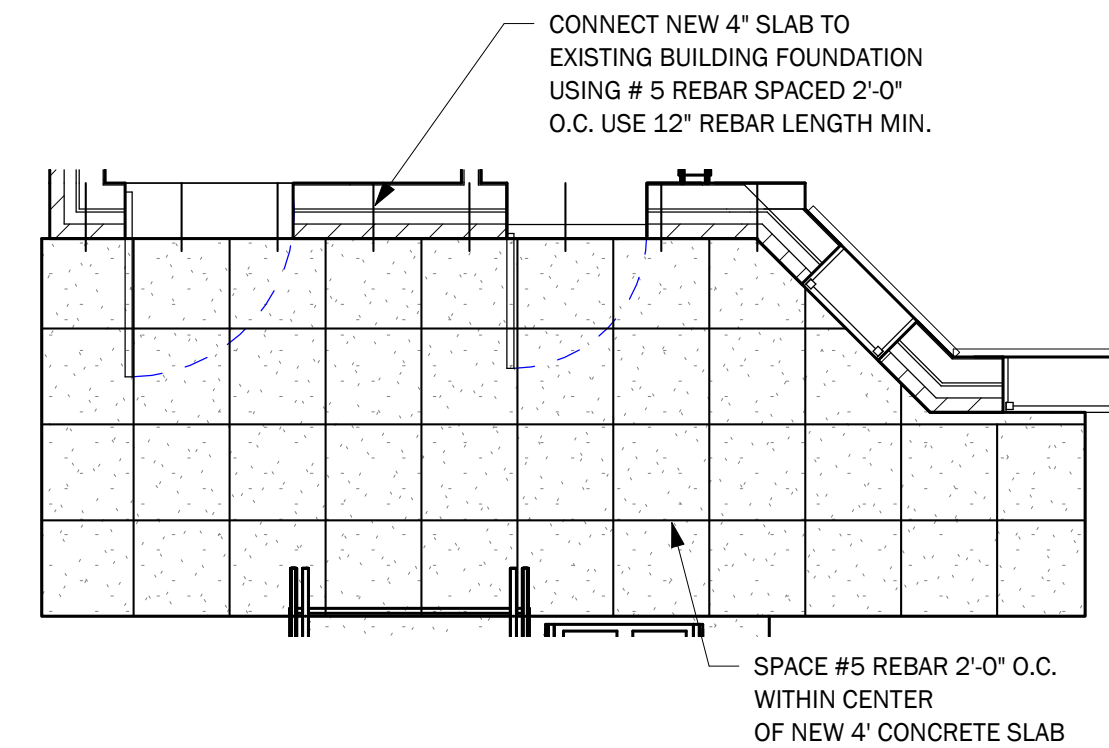 CONNECT NEW 4" SLAB TO
EXISTING BUILDING FOUNDATION
USING # 5 REBAR SPACED 2'-0"
O.C. USE 12" REBAR LENGTH MIN.
SPACE #5 REBAR 2'-0" O.C.
WITHIN CENTER
OF NEW 4' CONCRETE SLAB